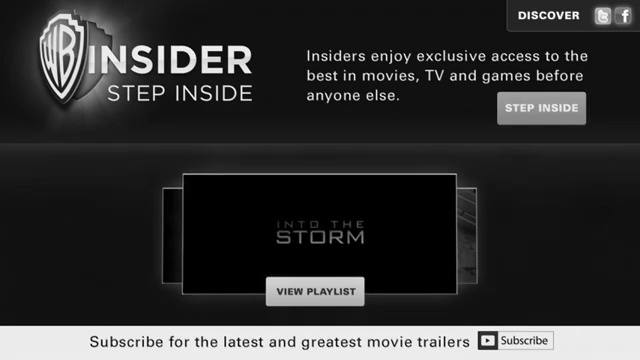 DISCOVER
WB
INSIDER
STEP INSIDE
Insiders enjoy exclusive access to the
best in movies, TV and games before
anyone else.
STEP INSIDE
INTO THE
STORM
VIEW PLAYLIST
Subscribe for the latest and greatest movie trailers
Subscribe